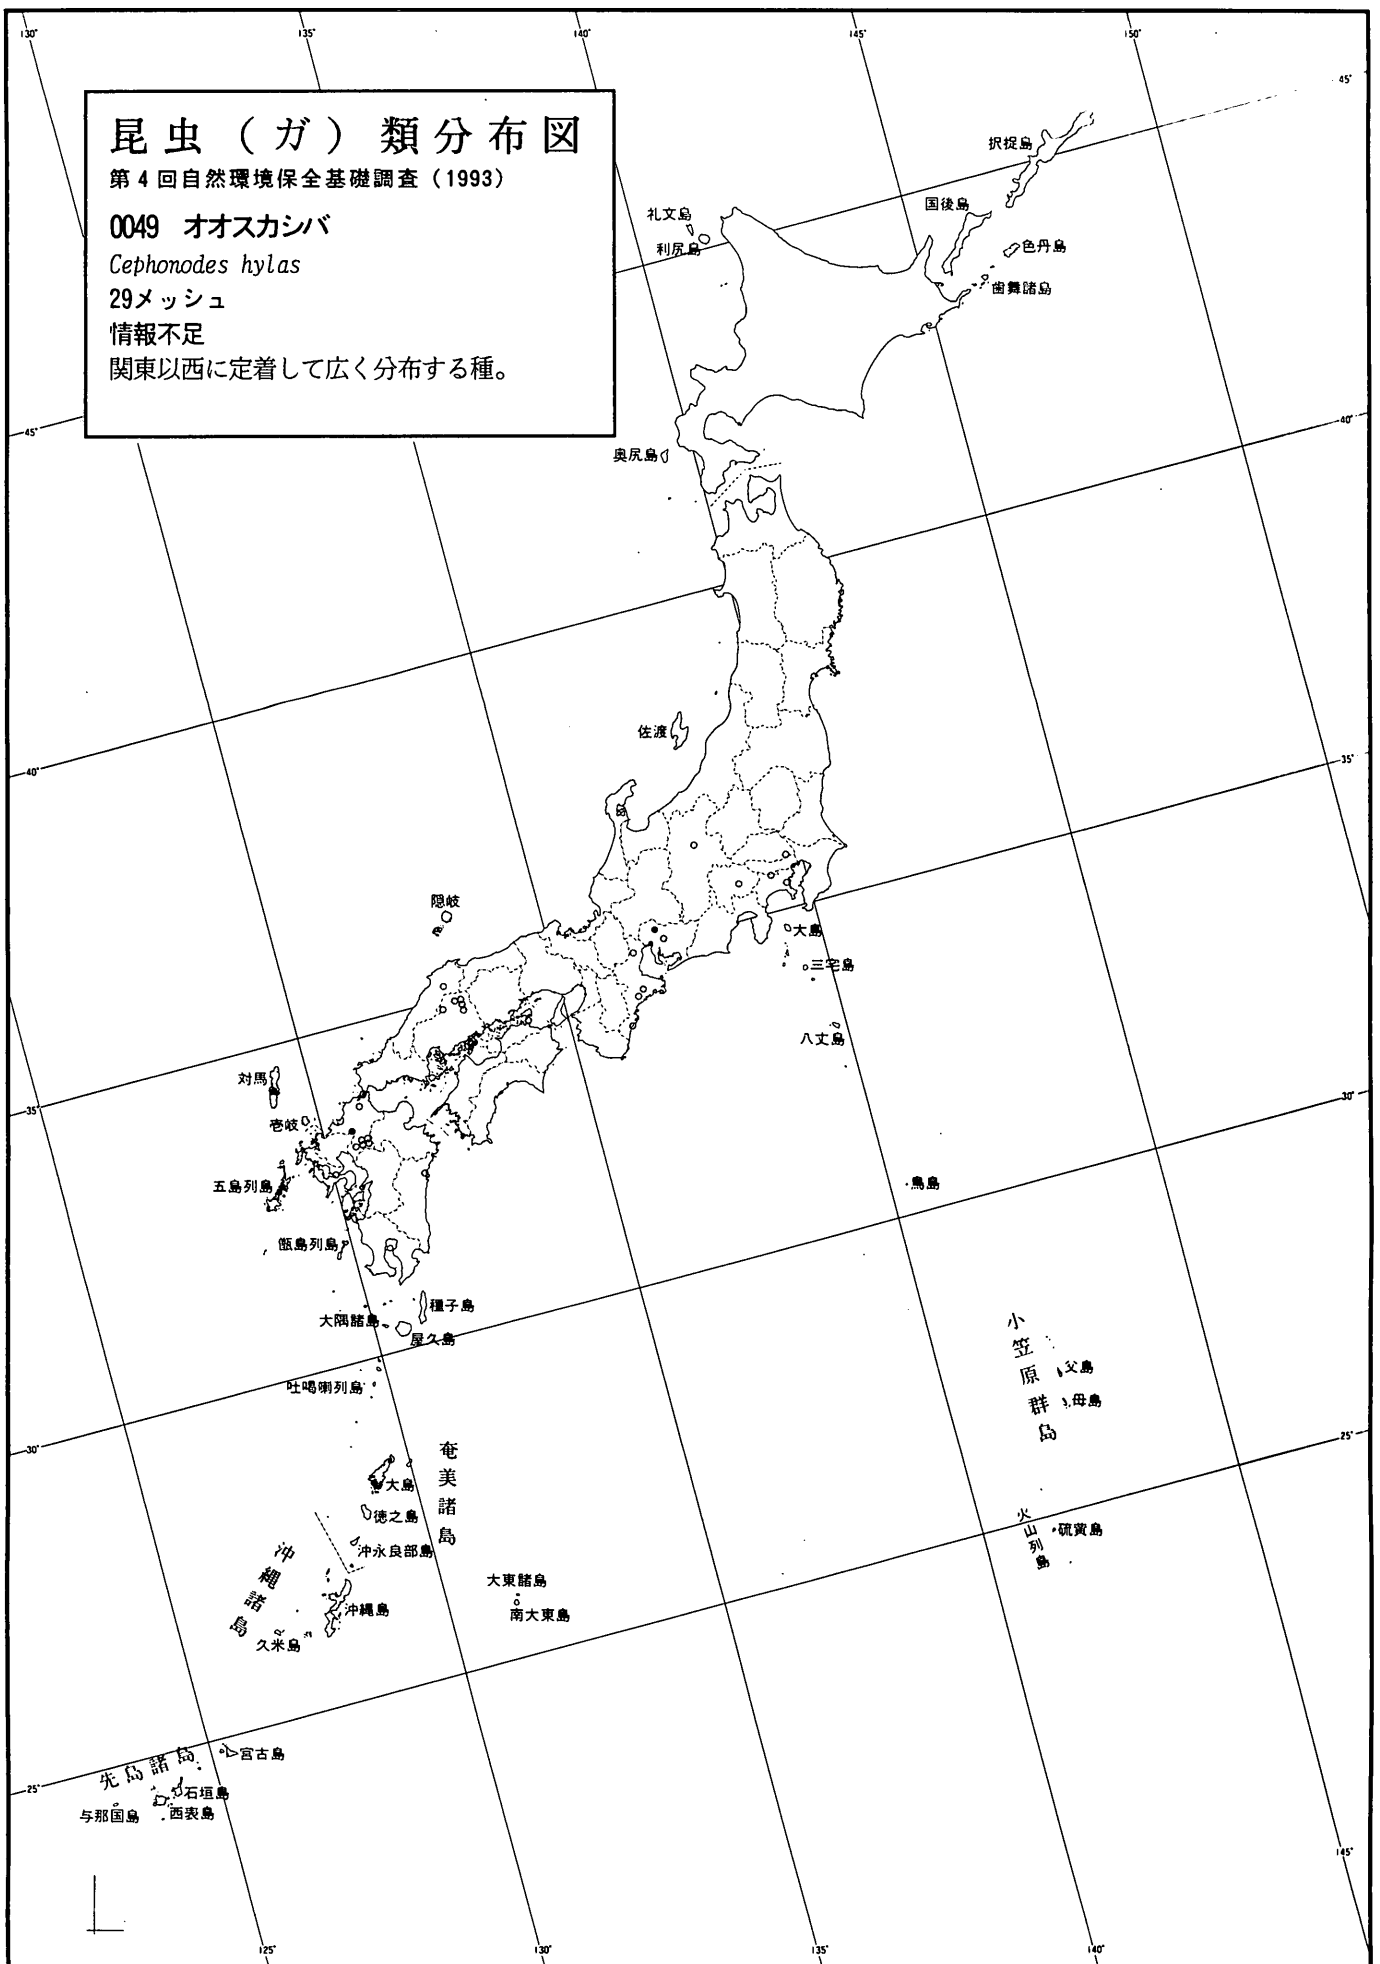 130°
135°
140°
145°
150°
45°
昆虫（ガ）類分布図
第4回自然環境保全基礎調査（1993）
0049 オオスカシバ
Cephonodes hylas
29メッシュ
情報不足
関東以西に定着して広く分布する種。
択捉島
礼文島
国後島
利尻島
色丹島
歯舞諸島
45°
40°
奥尻島
佐渡
35°
40°
隠岐
大島
三宅島
八丈島
対馬
35°
30°
壱岐
五島列島
鳥島
甑島列島
種子島
大隅諸島
屋久島
小笠原群島
父島
吐噶喇列島
母島
30°
25°
奄美諸島
大島
徳之島
火山列島
硫黄島
沖永良部島
沖縄諸島
大東諸島
沖縄島
南大東島
久米島
先島諸島
宮古島
25°
石垣島
与那国島
西表島
145°
125°
130°
135°
140°